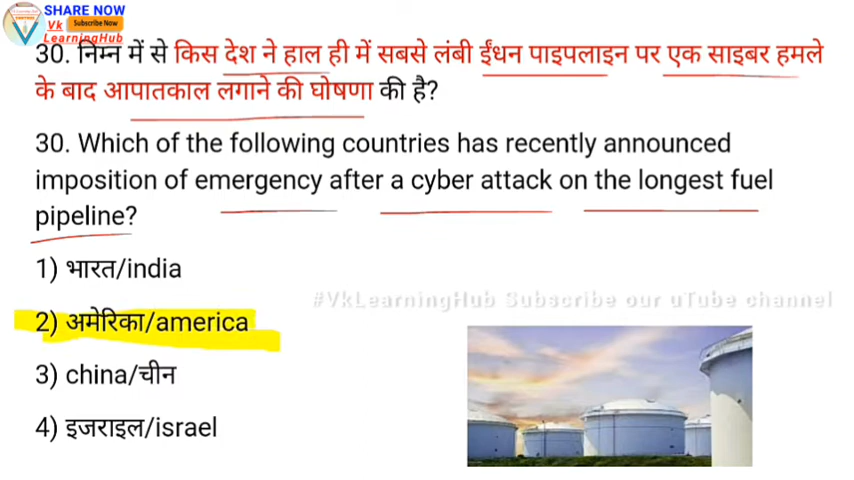 SHARE NOW
Vk Subscribe Now
LearningHub
30. निम्न में से किस देश ने हाल ही में सबसे लंबी ईंधन पाइपलाइन पर एक साइबर हमले
के बाद आपातकाल लगाने की घोषणा की है?
30. Which of the following countries has recently announced
imposition of emergency after a cyber attack on the longest fuel
pipeline?
1) भारत/india
#VkLearningHub Subscribe our uTube channel
2) अमेरिका/america
3) china/चीन
4) इजराइल/israel